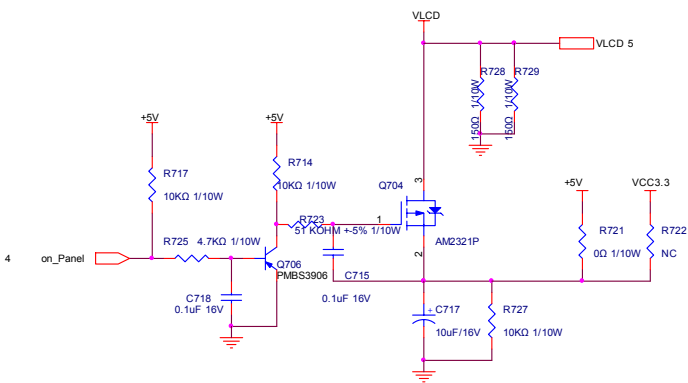 VLCD
VLCD 5
R728
R729
150Ω 1/10W
150Ω 1/10W
+5V
+5V
R717
10KΩ 1/10W
R714
10KΩ 1/10W
3
Q704
+5V
VCC3.3
R723
51 KOHM +-5% 1/10W
1
AM2321P
R721
0Ω 1/10W
R722
NC
R725 4.7KΩ 1/10W
4 on_Panel
2
Q706
PMBS3906
C715
0.1uF 16V
C718
0.1uF 16V
+
C717
10uF/16V
R727
10KΩ 1/10W